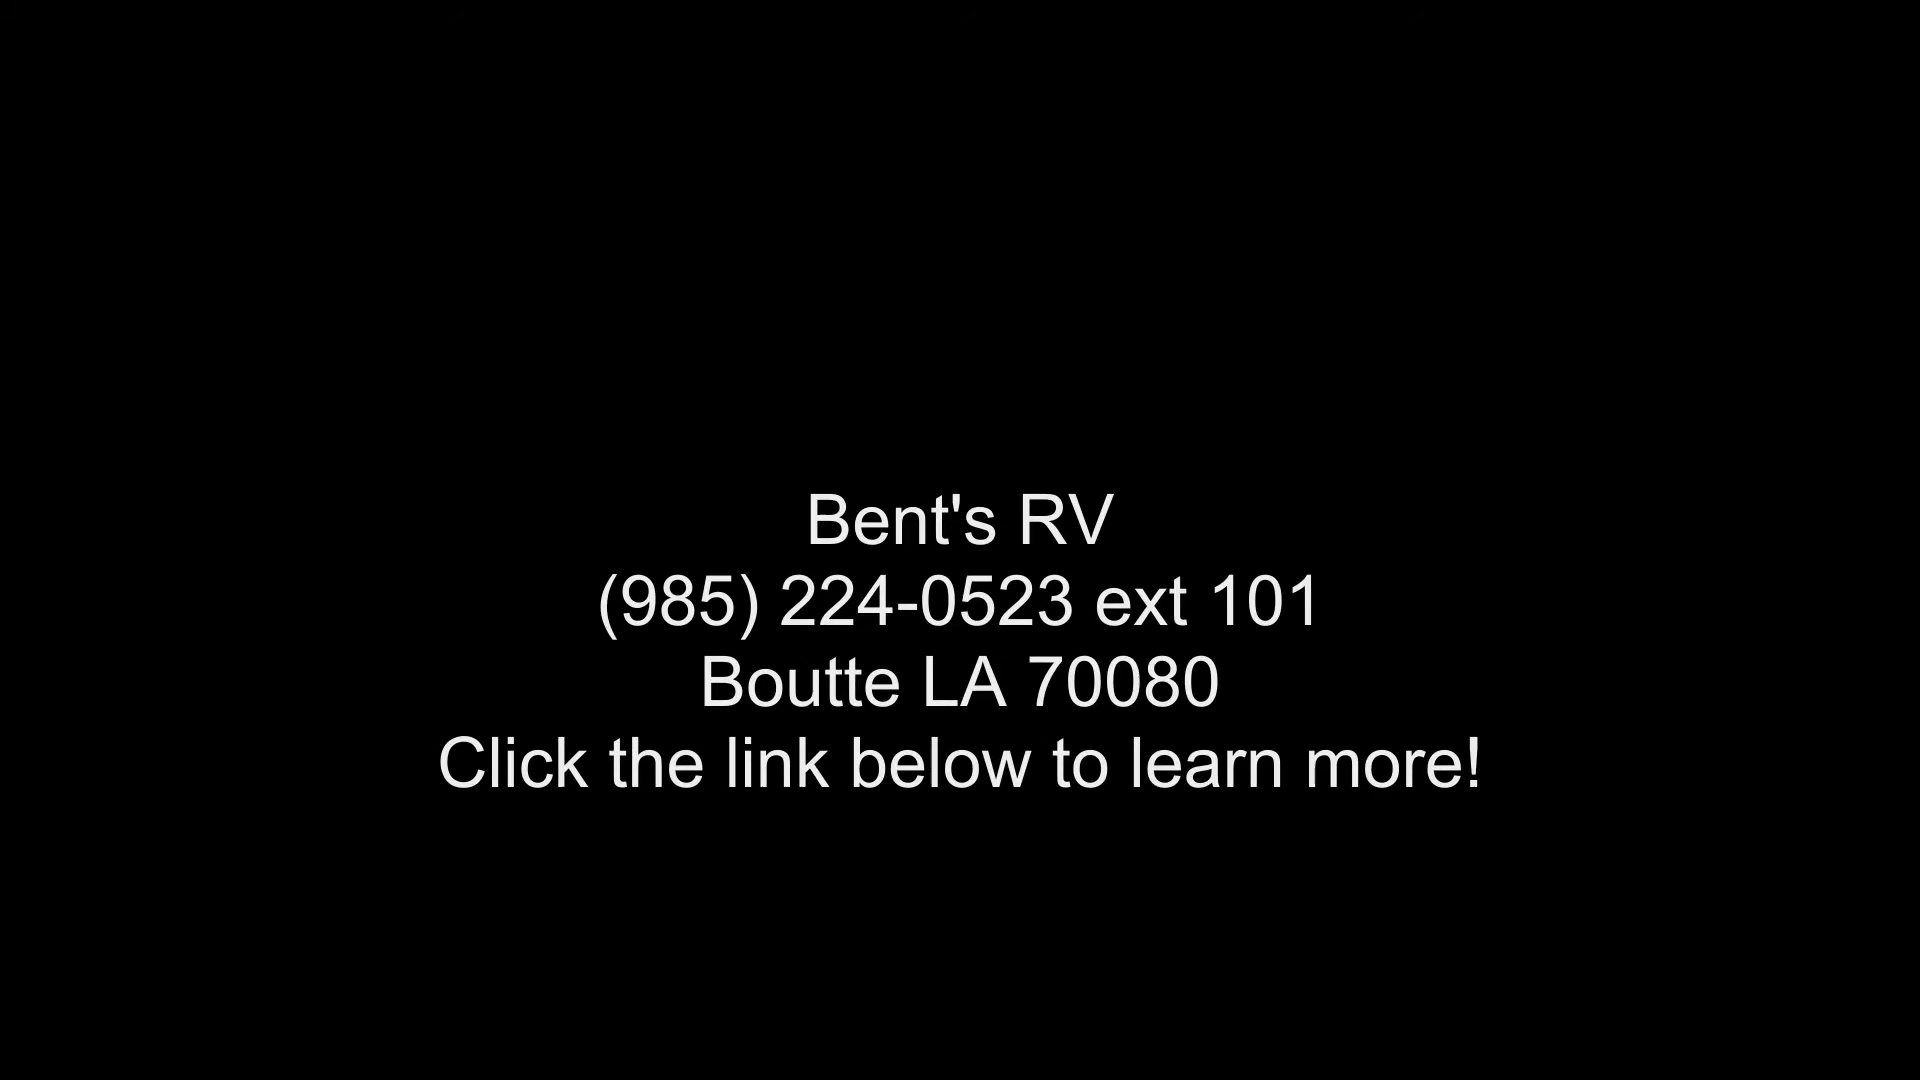 Bent's RV
(985) 224-0523 ext 101
Boutte LA 70080
Click the link below to learn more!